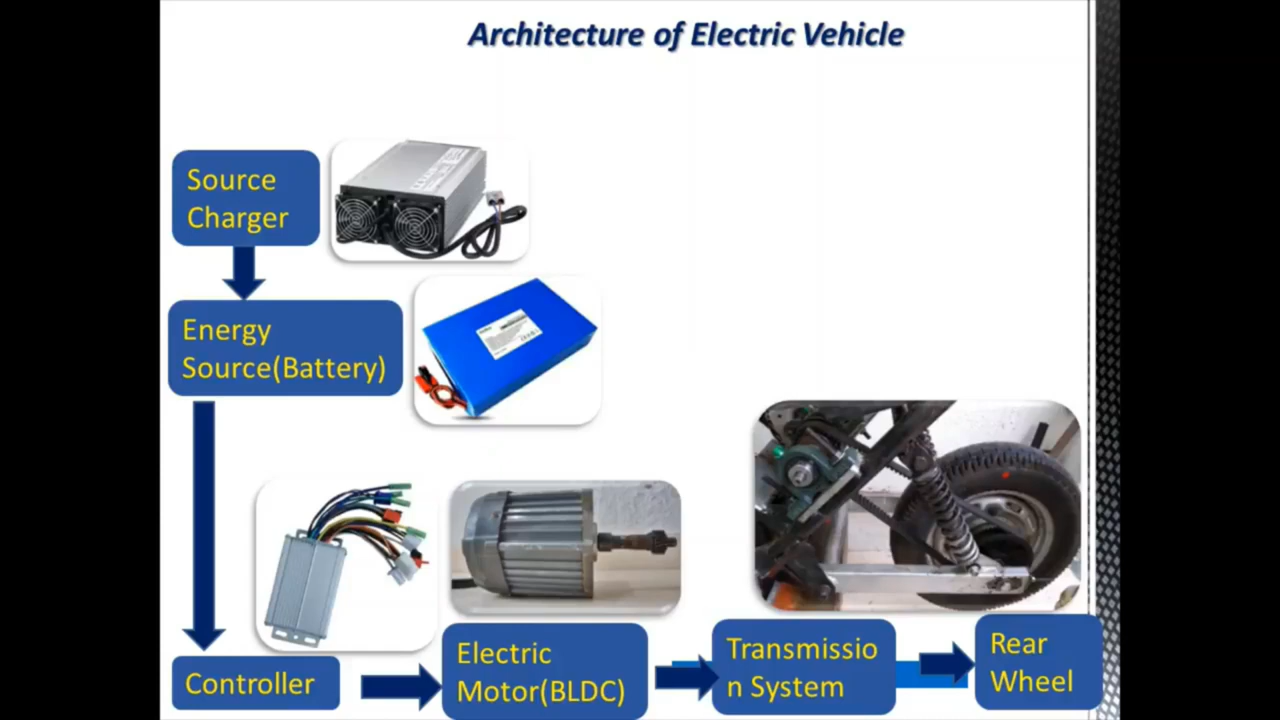 Architecture of Electric Vehicle
Source
Charger
Energy
Source(Battery)
Controller
Electric
Motor(BLDC)
Transmissio
n System
Rear
Wheel